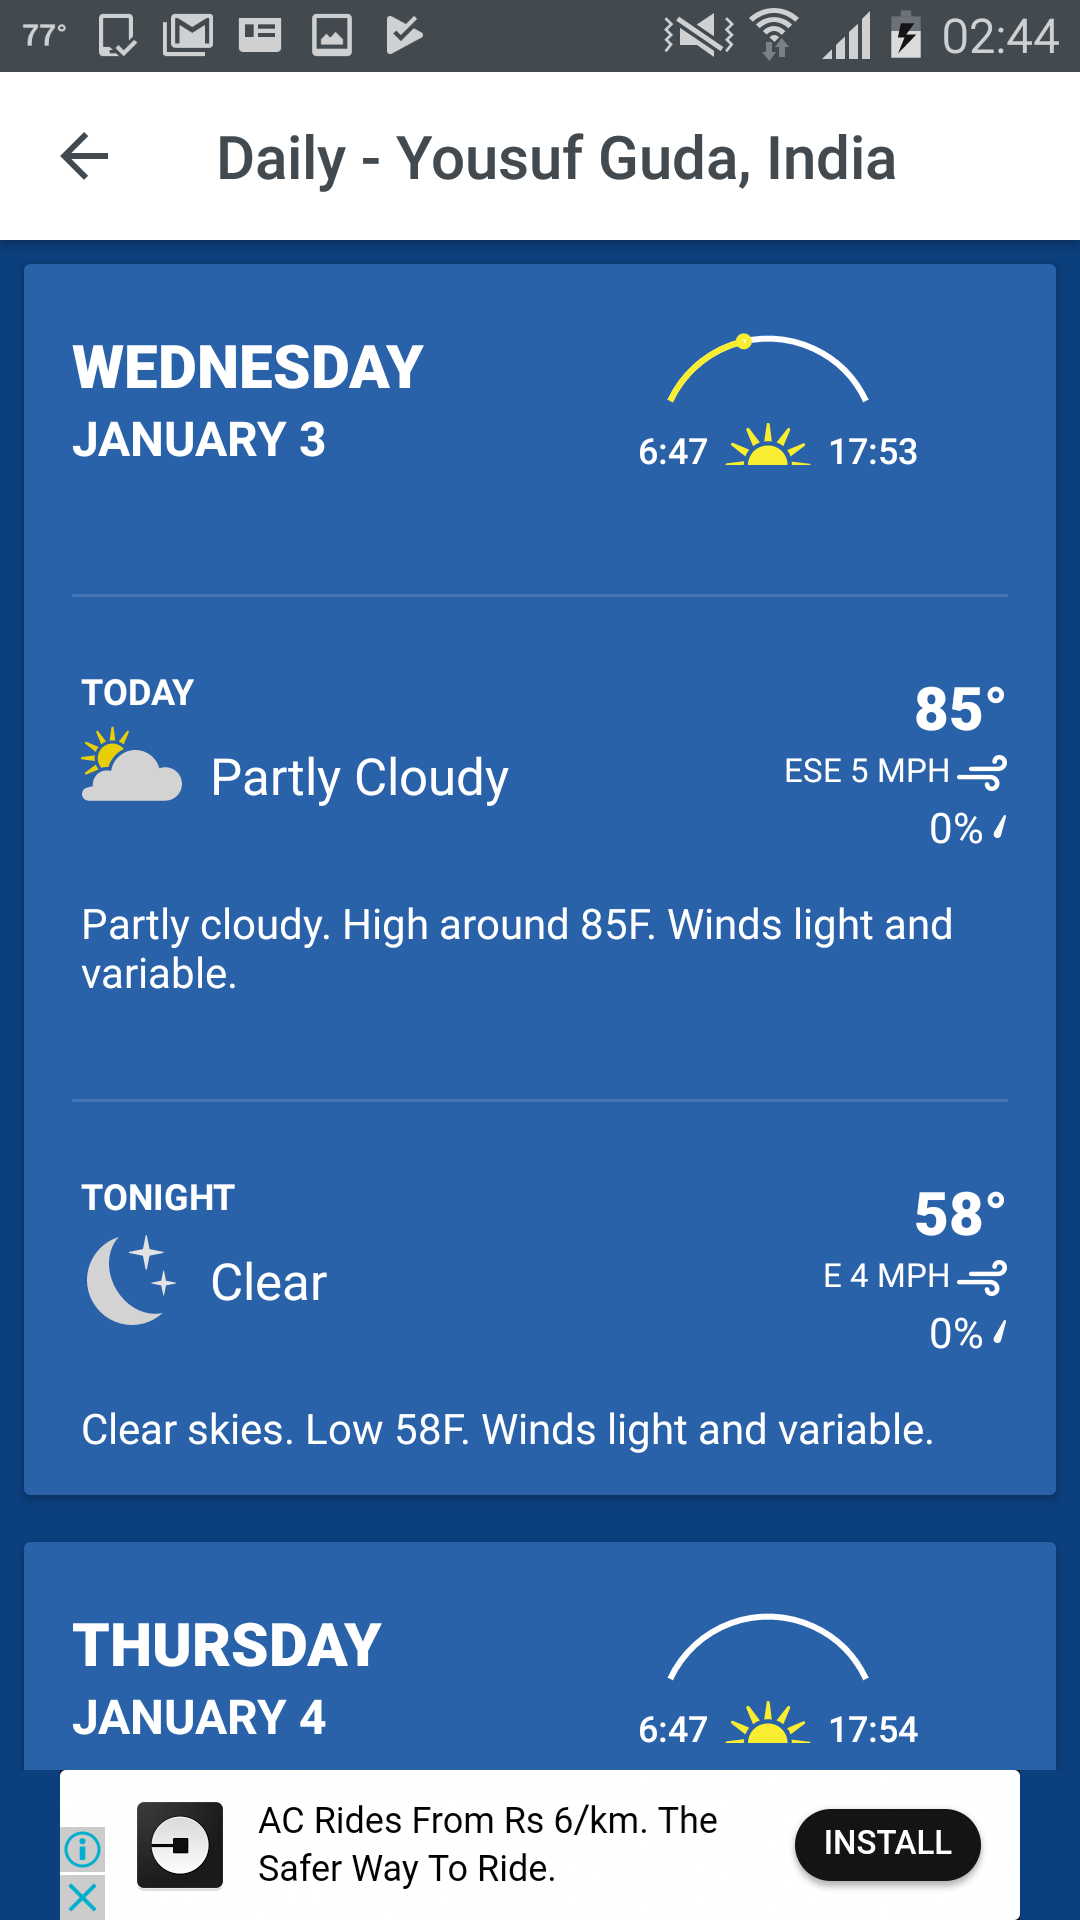 77°
02:44
Daily - Yousuf Guda, India
WEDNESDAY
JANUARY 3
6:47
17:53
TODAY
Partly Cloudy
85°
ESE 5 MPH
0%
Partly cloudy. High around 85F. Winds light and
variable.
TONIGHT
Clear
58°
E 4 MPH
0%
Clear skies. Low 58F. Winds light and variable.
THURSDAY
JANUARY 4
6:47
17:54
AC Rides From Rs 6/km. The
Safer Way To Ride.
INSTALL